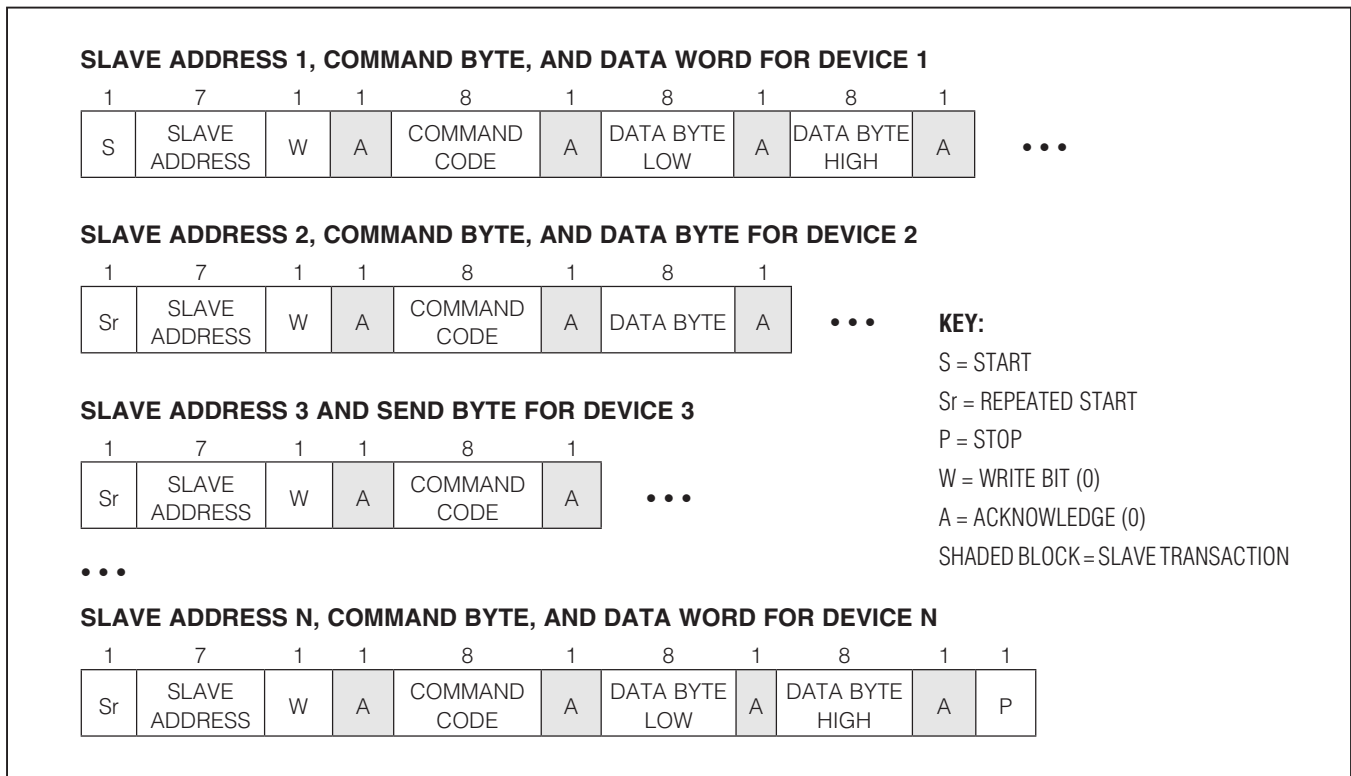 SLAVE ADDRESS 1, COMMAND BYTE, AND DATA WORD FOR DEVICE 1
1 7 1 1 8 1 8 1 8 1
S SLAVE ADDRESS W A COMMAND CODE A DATA BYTE LOW A DATA BYTE HIGH A •••
SLAVE ADDRESS 2, COMMAND BYTE, AND DATA BYTE FOR DEVICE 2
1 7 1 1 8 1 8 1
Sr SLAVE ADDRESS W A COMMAND CODE A DATA BYTE A •••
SLAVE ADDRESS 3 AND SEND BYTE FOR DEVICE 3
1 7 1 1 8 1
Sr SLAVE ADDRESS W A COMMAND CODE A •••
•••
SLAVE ADDRESS N, COMMAND BYTE, AND DATA WORD FOR DEVICE N
1 7 1 1 8 1 8 1 8 1 1
Sr SLAVE ADDRESS W A COMMAND CODE A DATA BYTE LOW A DATA BYTE HIGH A P
KEY:
S = START
Sr = REPEATED START
P = STOP
W = WRITE BIT (0)
A = ACKNOWLEDGE (0)
SHADED BLOCK = SLAVE TRANSACTION